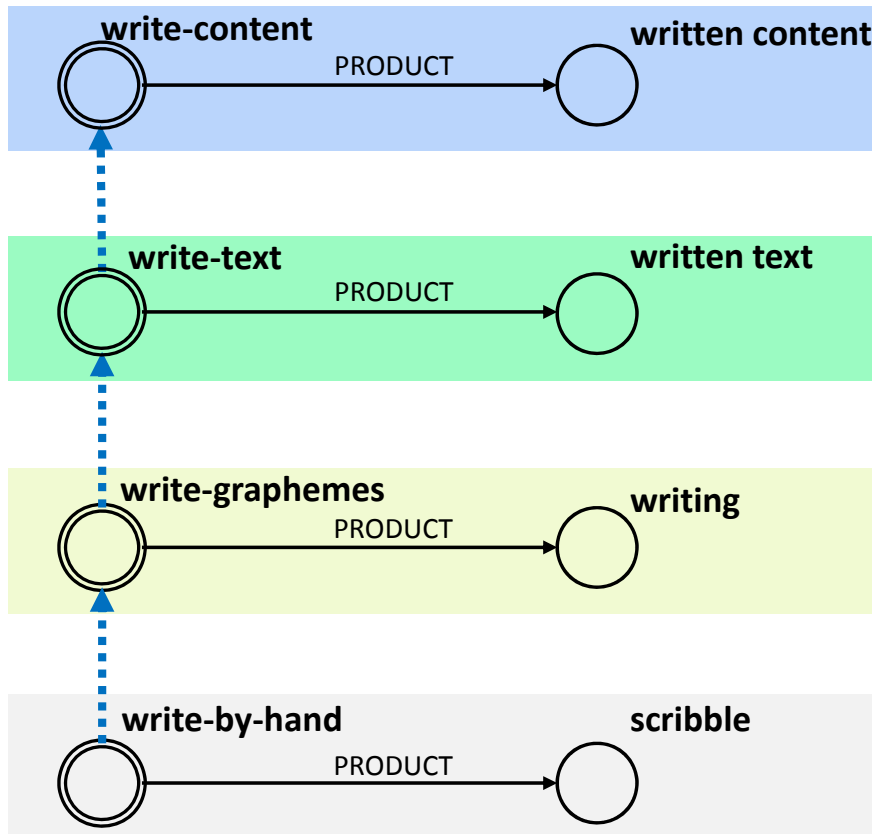 write-content
written content
PRODUCT
write-text
written text
PRODUCT
write-graphemes
writing
PRODUCT
write-by-hand
scribble
PRODUCT